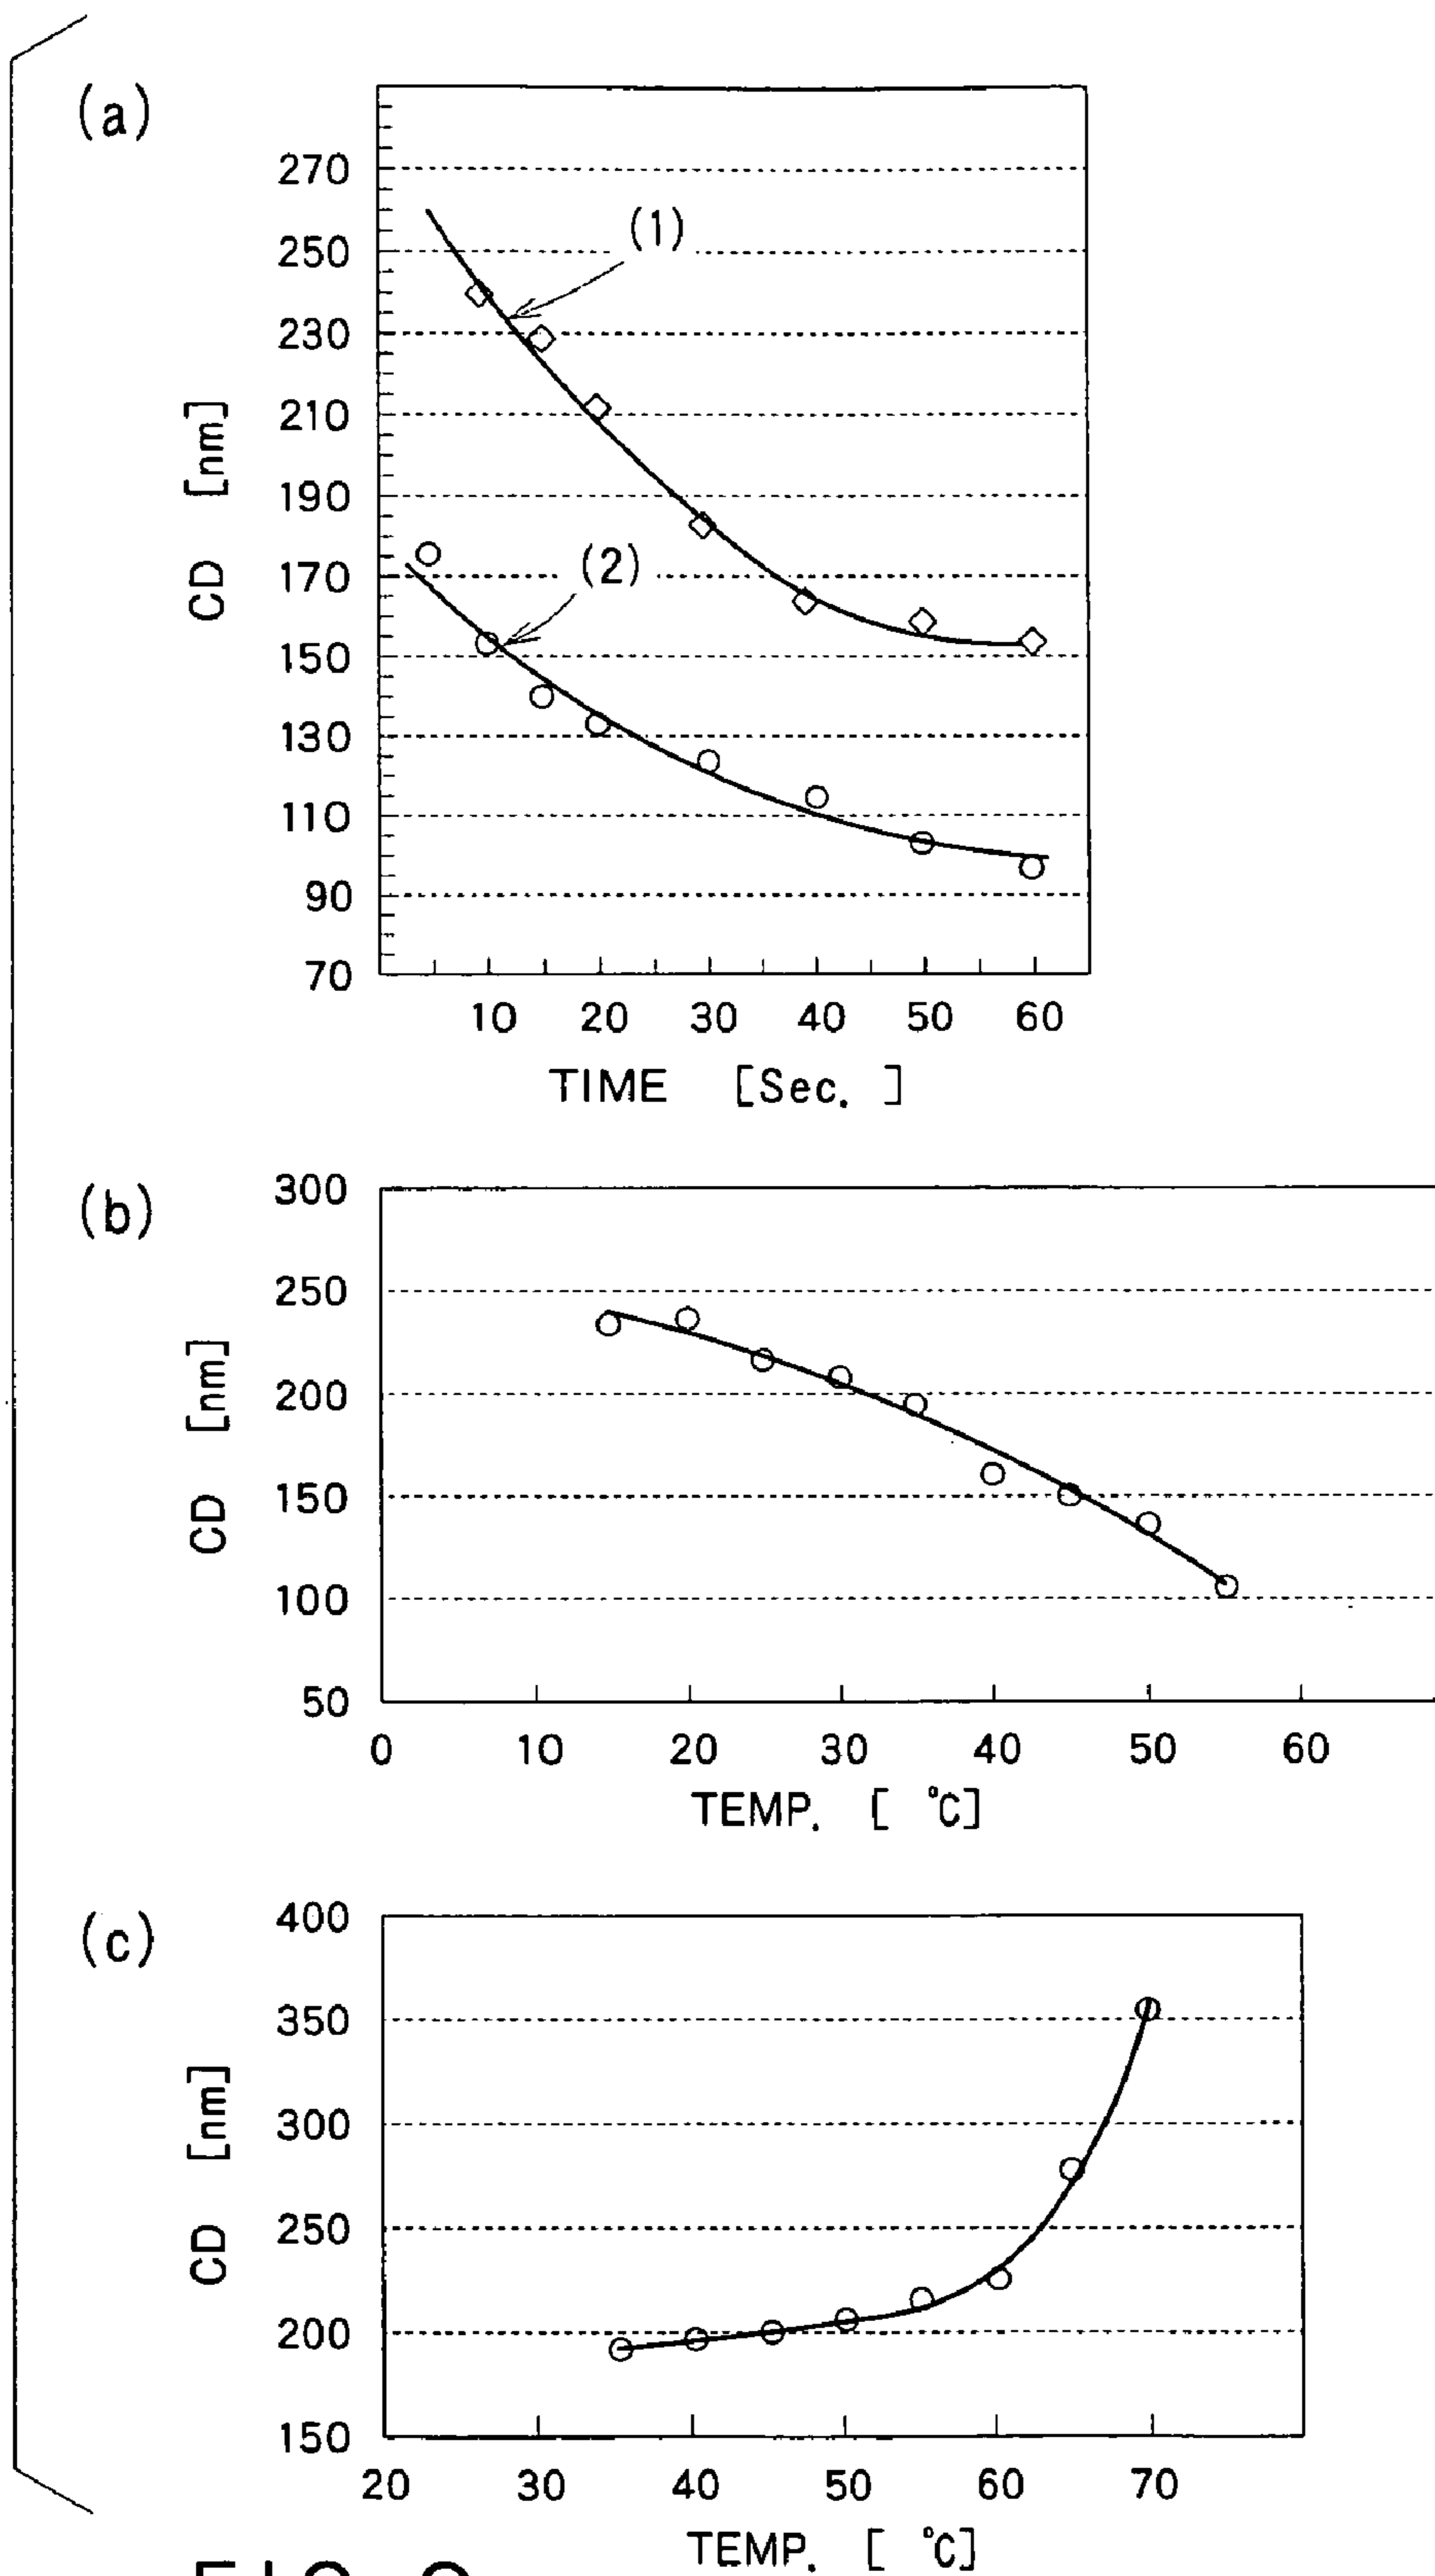 (a)
270
250
230
210
190
170
150
130
110
90
70
(1)
(2)
CD [nm]
10 20 30 40 50 60
TIME [Sec. ]
(b)
300
250
200
150
100
50
CD [nm]
0 10 20 30 40 50 60
TEMP. [ °C]
(c)
400
350
300
250
200
150
CD [nm]
20 30 40 50 60 70
TEMP. [ °C]